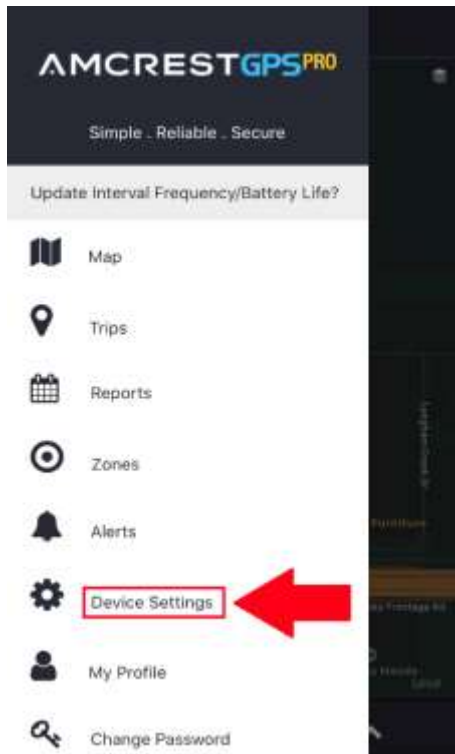 AMCRESTGPSPRO
Simple . Reliable . Secure
Update Interval Frequency/Battery Life?
Map
Trips
Reports
Zones
Alerts
Device Settings
My Profile
Change Password